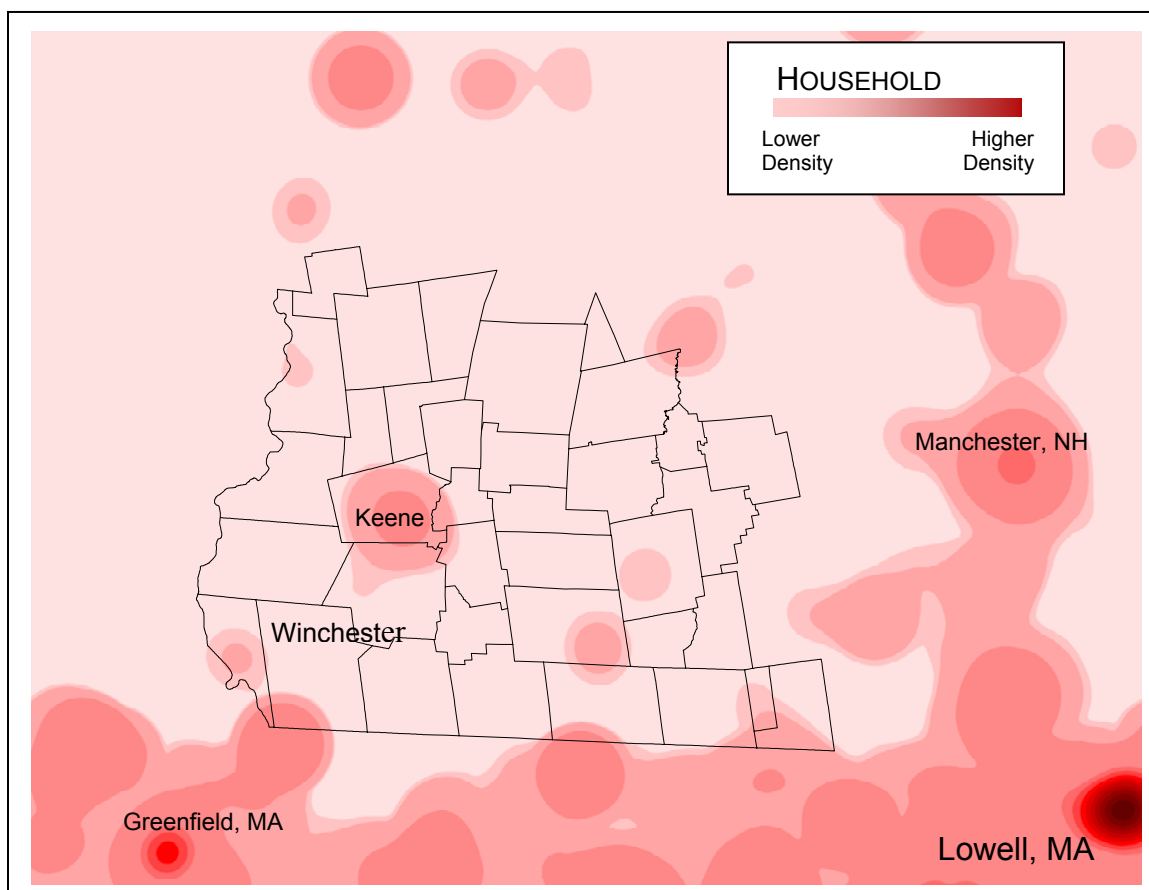 HOUSEHOLD
Lower Higher
Density Density
Manchester, NH
Keene
Winchester
Greenfield, MA
Lowell, MA